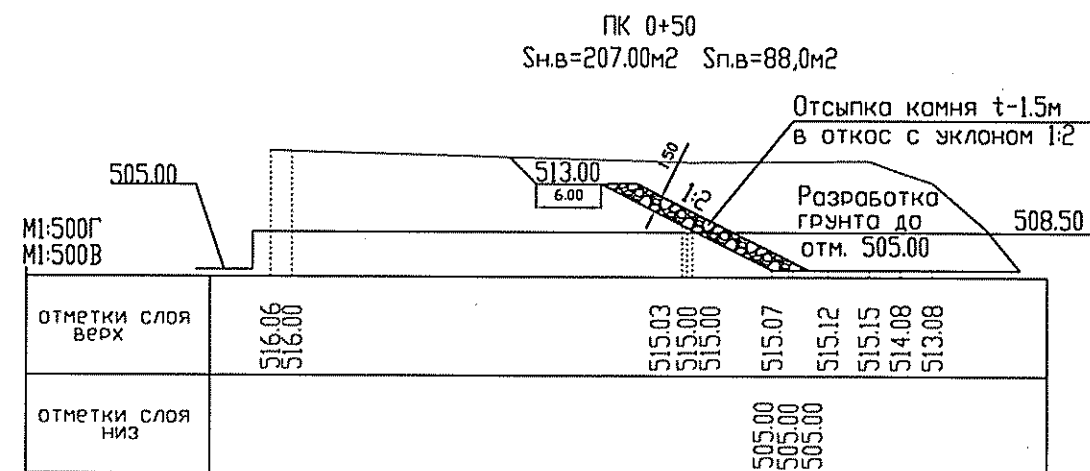 ПК 0+50
Sн.в=207.00м2 Sп.в=88,0м2
Отсыпка камня t-1.5м
в откос с уклоном 1:2
505.00
513.00
6.00
1.50
1:2
Разработка
грунта до
отм. 505.00
508.50
М1:500Г
М1:500В
отметки слоя
верх
516.06
516.00
515.03
515.00
515.00
515.07
515.12
515.15
514.08
513.08
отметки слоя
низ
505.00
505.00
505.00